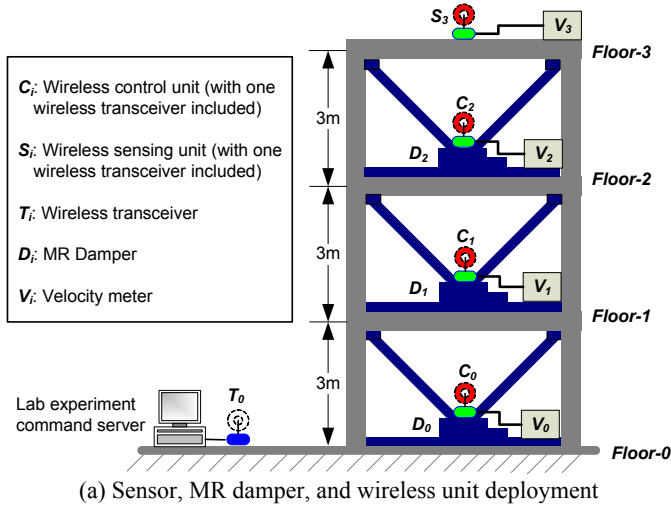 S3
V3
Floor-3
Ci: Wireless control unit (with one
wireless transceiver included)
Si: Wireless sensing unit (with one
wireless transceiver included)
Ti: Wireless transceiver
Di: MR Damper
Vi: Velocity meter
3m
C2
D2
V2
Floor-2
3m
C1
D1
V1
Floor-1
3m
C0
D0
V0
Floor-0
Lab experiment
command server
T0
(a) Sensor, MR damper, and wireless unit deployment